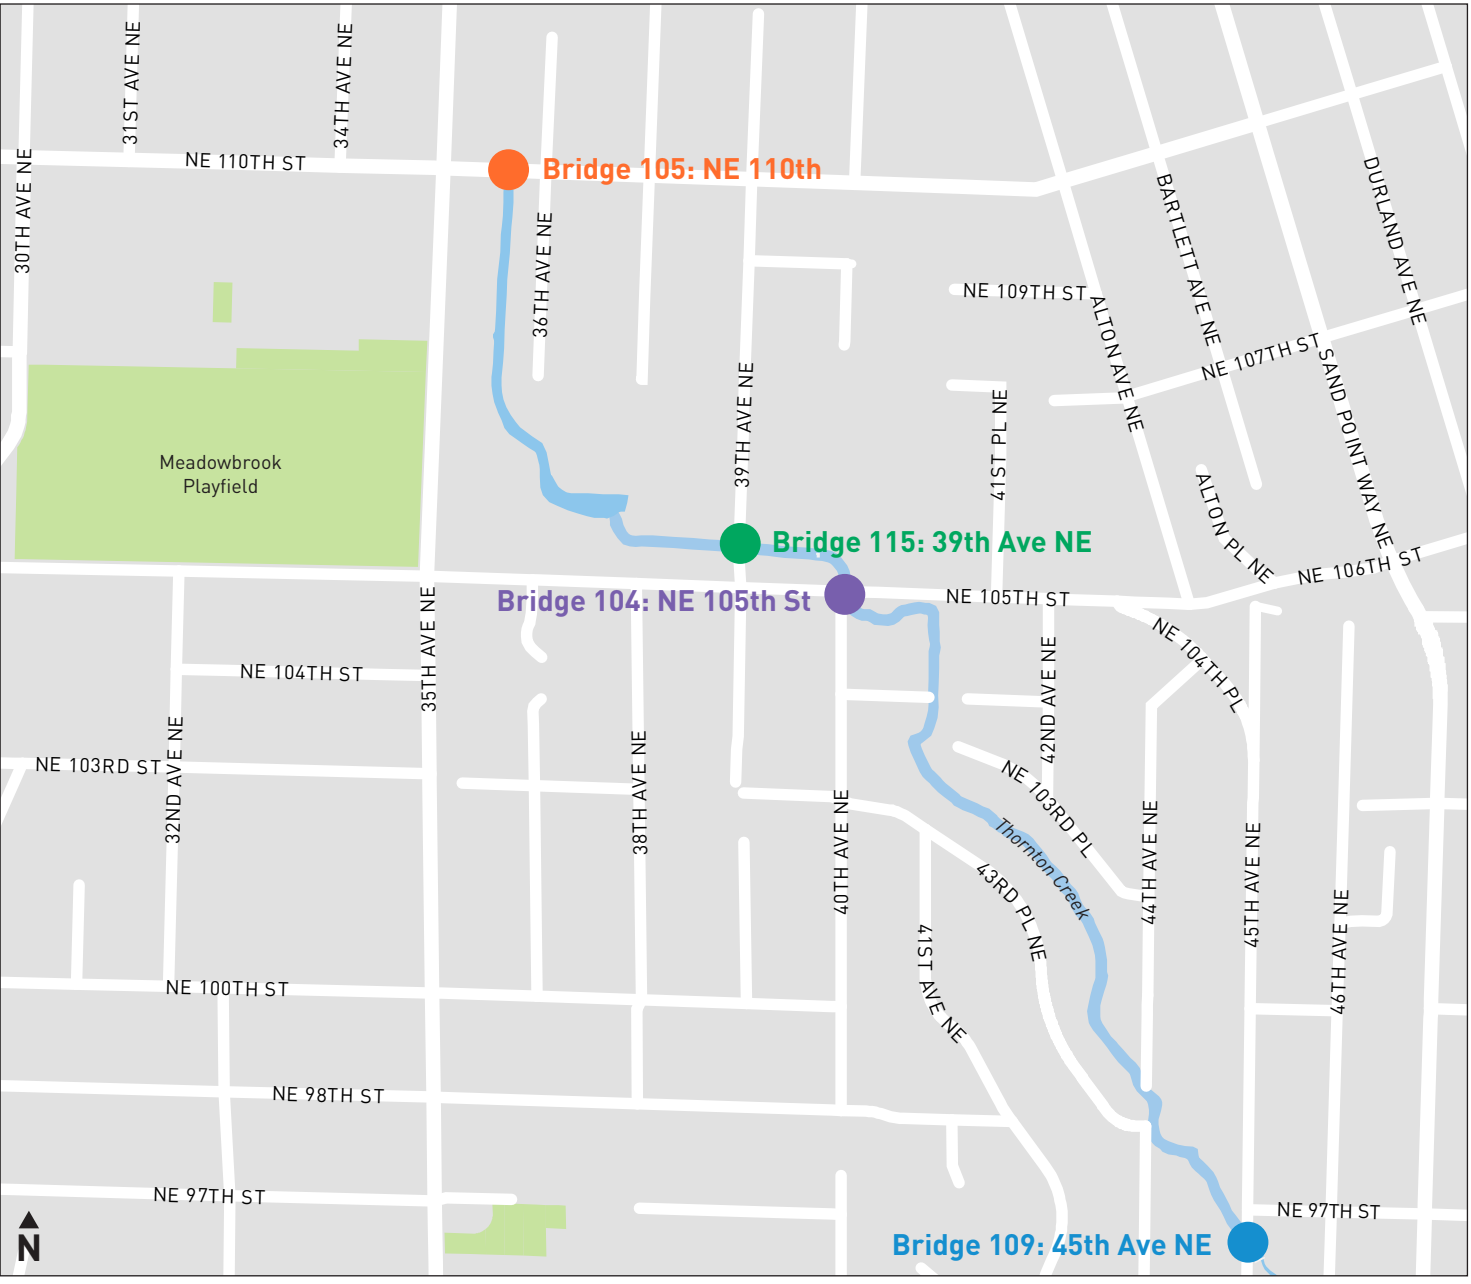 31ST AVE NE
34TH AVE NE
30TH AVE NE
NE 110TH ST
Bridge 105: NE 110th
36TH AVE NE
BARTLETT AVE NE
DURLAND AVE NE
NE 109TH ST
ALTON AVE NE
NE 107TH ST
SAND POINT WAY NE
39TH AVE NE
41ST PL NE
Meadowbrook
Playfield
ALTON PL NE
Bridge 115: 39th Ave NE
NE 106TH ST
Bridge 104: NE 105th St
NE 105TH ST
35TH AVE NE
NE 104TH PL
NE 104TH ST
42ND AVE NE
32ND AVE NE
NE 103RD ST
38TH AVE NE
NE 103RD PL
40TH AVE NE
Thornton Creek
44TH AVE NE
45TH AVE NE
43RD PL NE
46TH AVE NE
41ST AVE NE
NE 100TH ST
NE 98TH ST
NE 97TH ST
NE 97TH ST
N
Bridge 109: 45th Ave NE